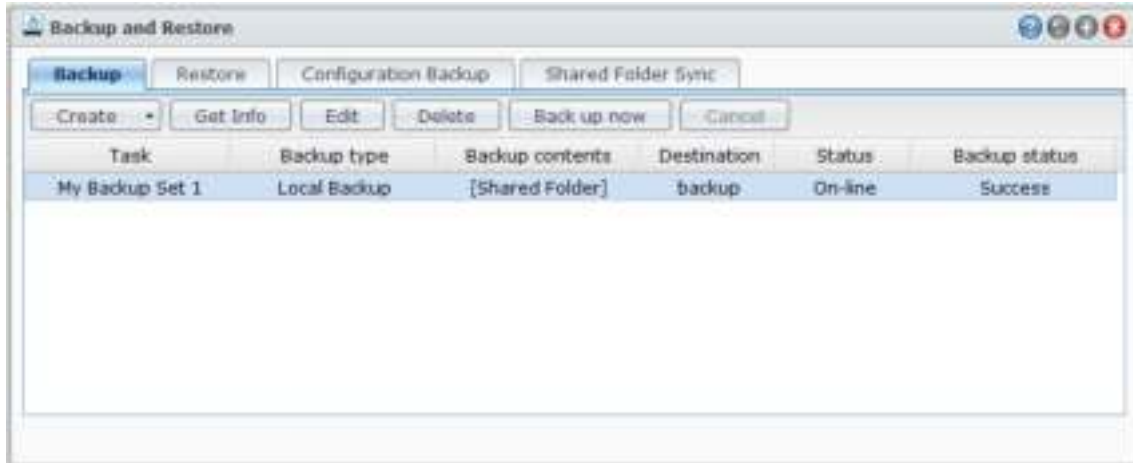 Backup and Restore
Backup Restore Configuration Backup Shared Folder Sync
Create Get Info Edit Delete Back up now Cancel
Task Backup type Backup contents Destination Status Backup status
My Backup Set 1 Local Backup [Shared Folder] backup On-line Success